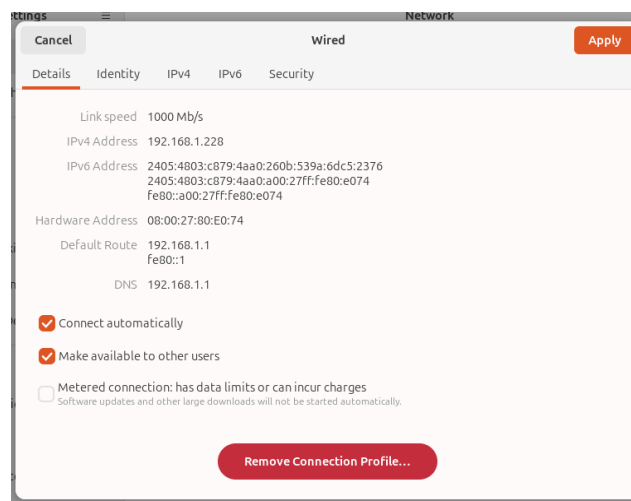 ttings
Network
Cancel
Wired
Apply
Details Identity IPv4 IPv6 Security
Link speed 1000 Mb/s
IPv4 Address 192.168.1.228
IPv6 Address 2405:4803:c879:4aa0:260b:539a:6dc5:2376
2405:4803:c879:4aa0:a00:27ff:fe80:e074
fe80::a00:27ff:fe80:e074
Hardware Address 08:00:27:80:E0:74
Default Route 192.168.1.1
fe80::1
DNS 192.168.1.1
Connect automatically
Make available to other users
Metered connection: has data limits or can incur charges
Software updates and other large downloads will not be started automatically.
Remove Connection Profile...